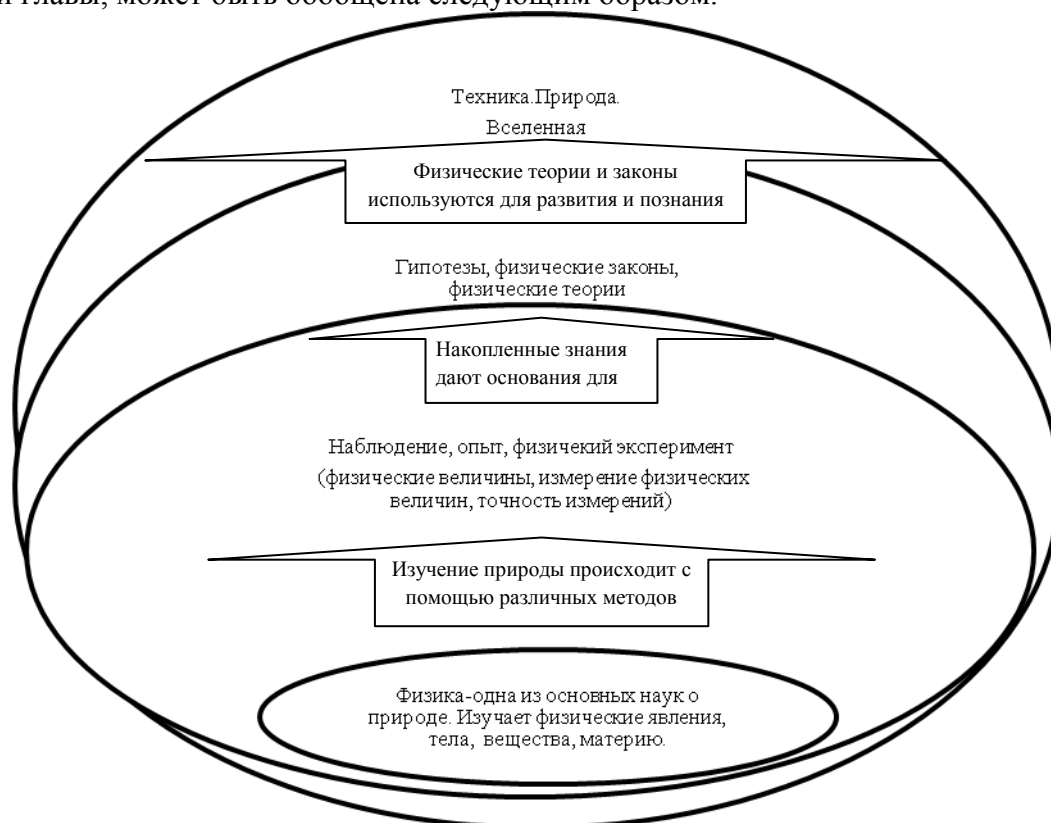 и главы, может быть обобщена следующим образом:
Техника.Природа.
Вселенная
Физические теории и законы
используются для развития и познания
Гипотезы, физические законы,
физические теории
Накопленные знания
дают основания для
Наблюдение, опыт, физичекий эксперимент
(физические величины, измерение физических
величин, точность измерений)
Изучение природы происходит с
помощью различных методов
Физика-одна из основных наук о
природе. Изучает физические явления,
тела, вещества, материю.